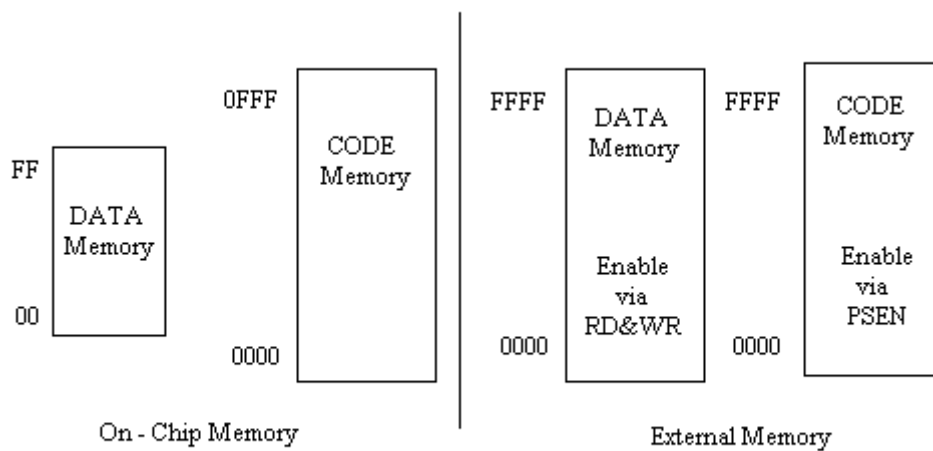 FF
DATA
Memory
00
0FFF
CODE
Memory
0000
On - Chip Memory
FFFF
DATA
Memory
Enable
via
RD&WR
0000
FFFF
CODE
Memory
Enable
via
PSEN
0000
External Memory